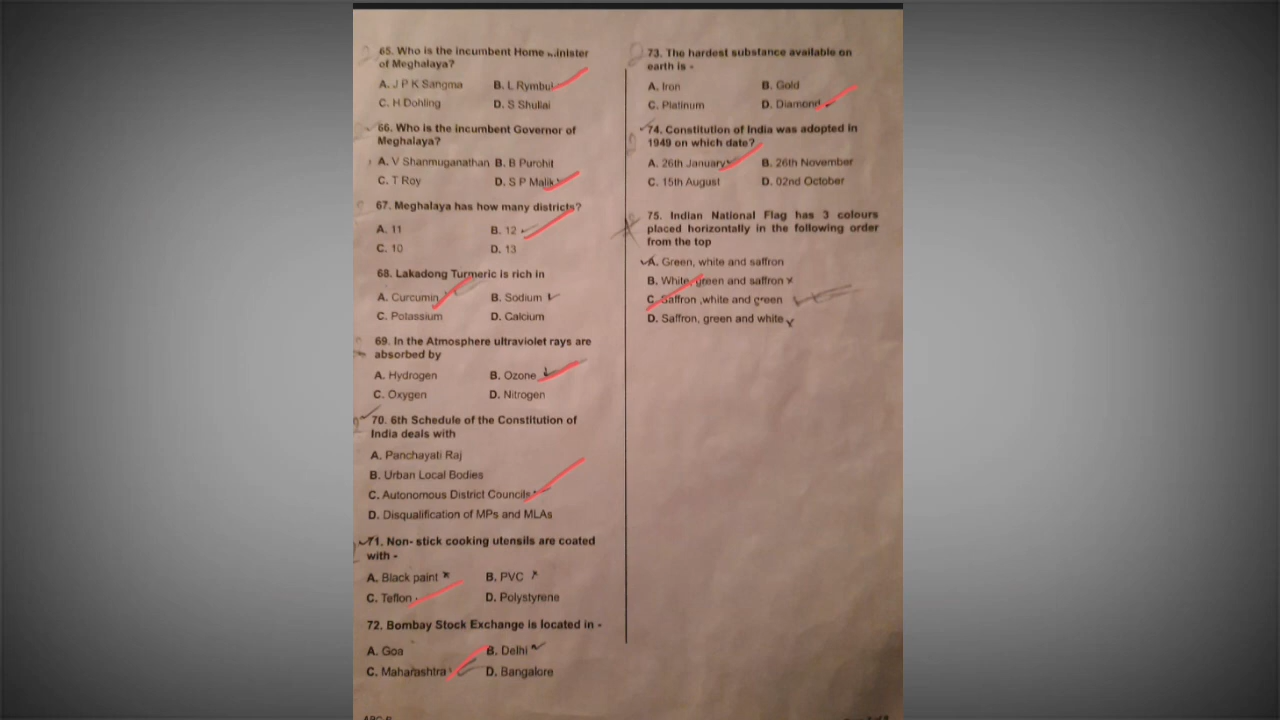 65. Who is the incumbent Home Minister
of Meghalaya?
A. J P K Sangma B. L Rymbui
C. H Dohling D. S Shullai
66. Who is the incumbent Governor of
Meghalaya?
A. V Shanmuganathan B. B Purohit
C. T Roy D. S P Malik
67. Meghalaya has how many districts?
A. 11 B. 12
C. 10 D. 13
68. Lakadong Turmeric is rich in
A. Curcumin B. Sodium
C. Potassium D. Calcium
69. In the Atmosphere ultraviolet rays are
absorbed by
A. Hydrogen B. Ozone
C. Oxygen D. Nitrogen
70. 6th Schedule of the Constitution of
India deals with
A. Panchayati Raj
B. Urban Local Bodies
C. Autonomous District Councils
D. Disqualification of MPs and MLAs
71. Non- stick cooking utensils are coated
with -
A. Black paint B. PVC
C. Teflon D. Polystyrene
72. Bombay Stock Exchange is located in -
A. Goa B. Delhi
C. Maharashtra D. Bangalore
73. The hardest substance available on
earth is -
A. Iron B. Gold
C. Platinum D. Diamond
74. Constitution of India was adopted in
1949 on which date?
A. 26th January B. 26th November
C. 15th August D. 02nd October
75. Indian National Flag has 3 colours
placed horizontally in the following order
from the top
A. Green, white and saffron
B. White, green and saffron
C. Saffron ,white and green
D. Saffron, green and white